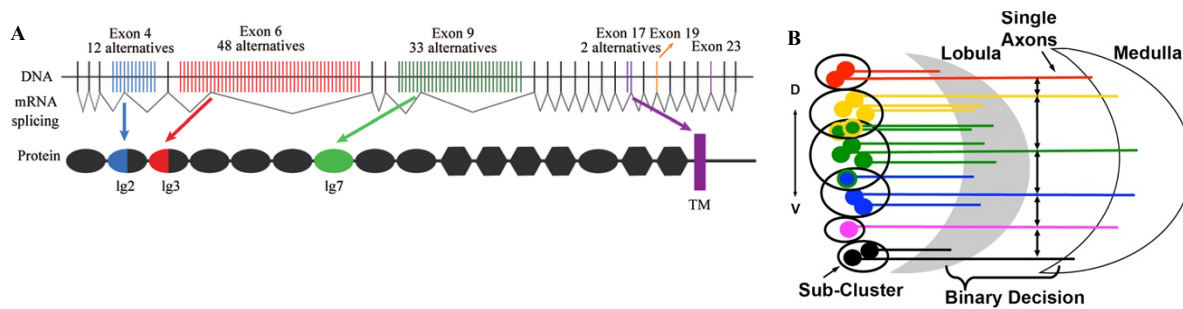 A
Exon 4
12 alternatives
Exon 6
48 alternatives
Exon 9
33 alternatives
Exon 17
2 alternatives
Exon 19
Exon 23
DNA
mRNA
splicing
Protein
Ig2
Ig3
Ig7
TM
B
Single
Axons
Lobula
Medulla
D
V
Sub-Cluster
Binary Decision